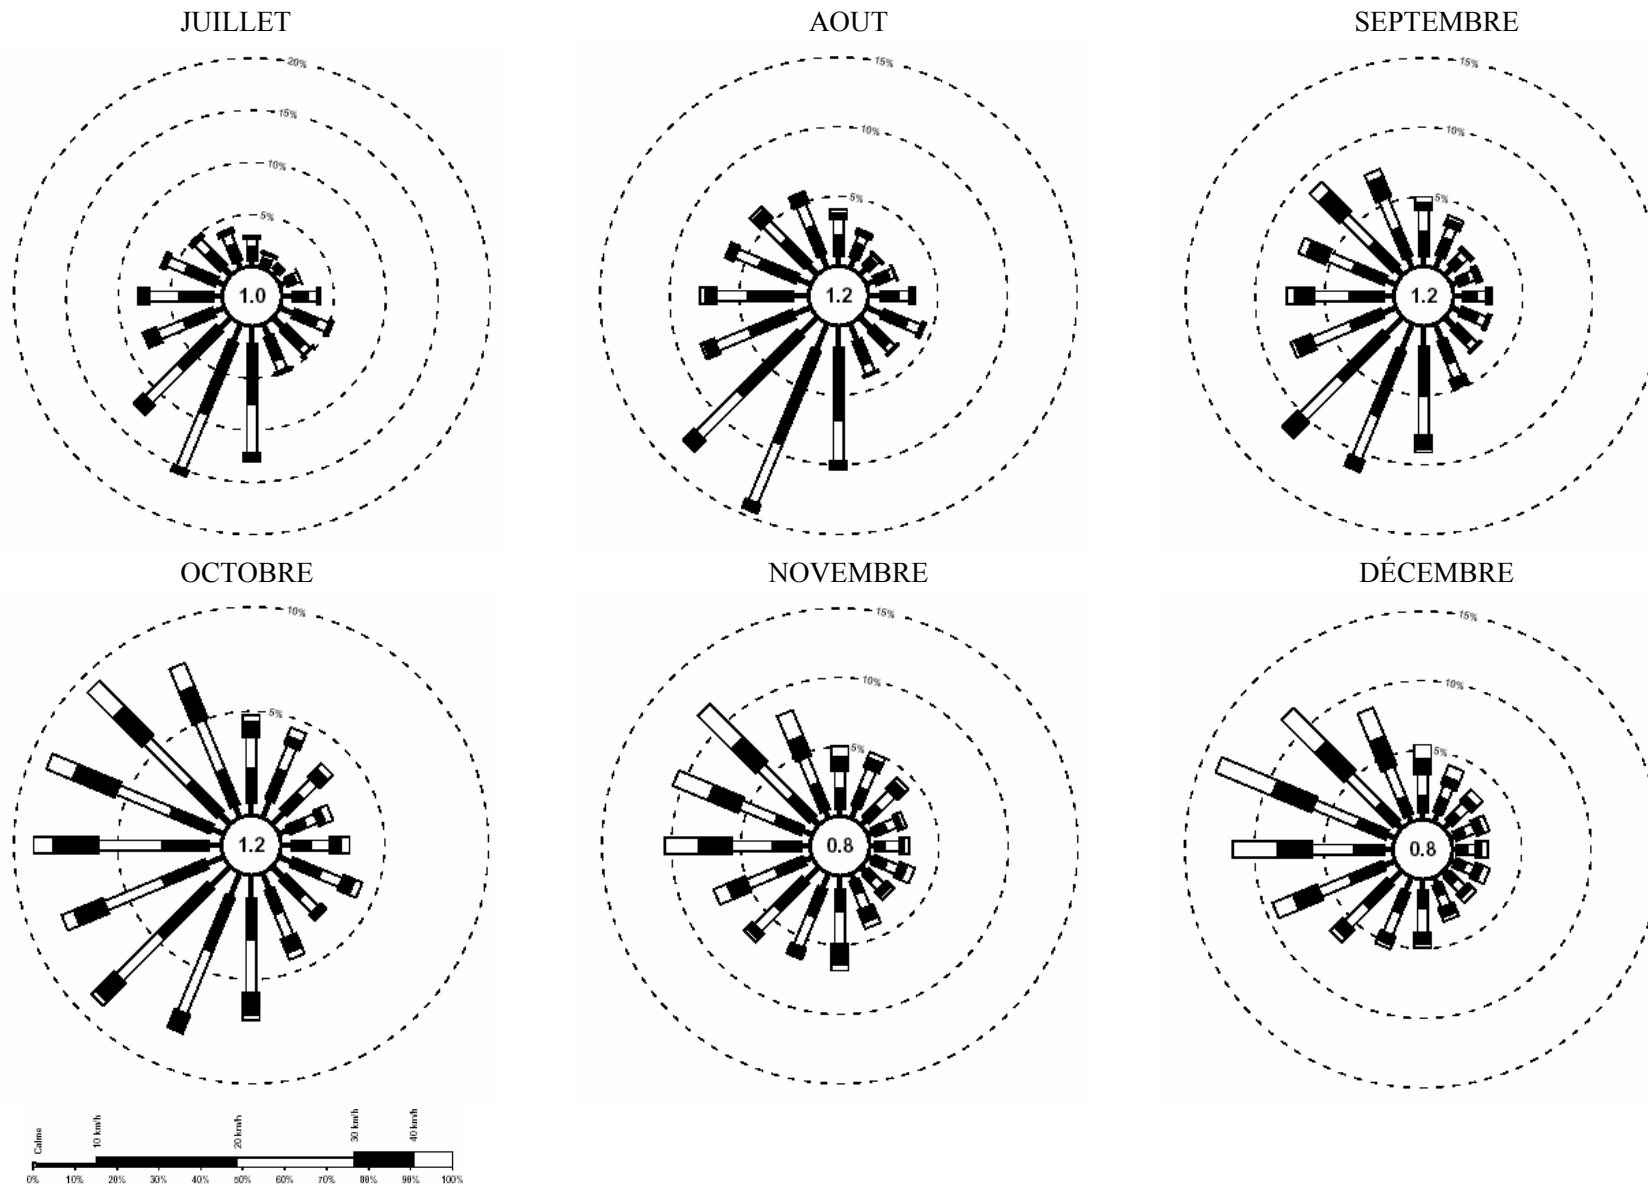 JUILLET AOUT SEPTEMBRE
20% 15% 15%
15%
10% 10% 10%
5% 5% 5%
1.0 1.2 1.2
OCTOBRE NOVEMBRE DÉCEMBRE
10% 15% 15%
10% 10%
5% 5% 5%
1.2 0.8 0.8
Calme 10 km/h 20 km/h 30 km/h 40 km/h
0% 10% 20% 30% 40% 50% 60% 70% 80% 90% 100%